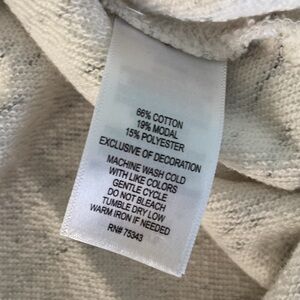 66% COTTON
19% MODAL
15% POLYESTER
EXCLUSIVE OF DECORATION
MACHINE WASH COLD
WITH LIKE COLORS
GENTLE CYCLE
DO NOT BLEACH
TUMBLE DRY LOW
WARM IRON IF NEEDED
RN# 75343